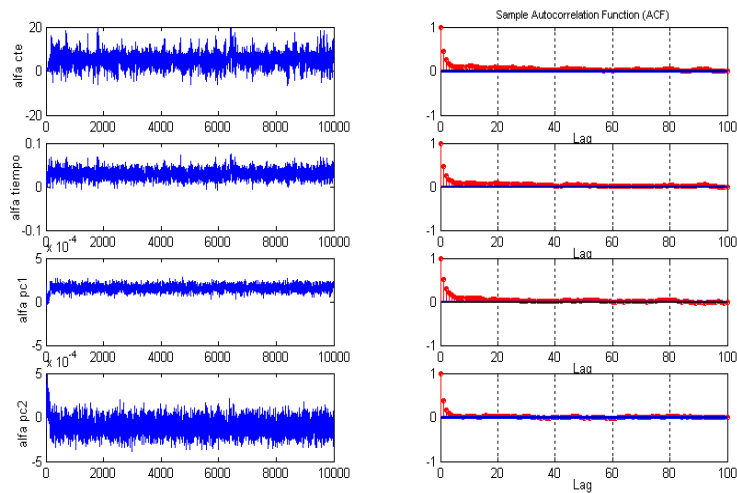 Sample Autocorrelation Function (ACF)
alfa cte
20
0
-20
0 2000 4000 6000 8000 10000
1
0
-1
0 20 40 60 80 100
Lag
alfa tiempo
0.1
0
-0.1
0 2000 4000 6000 8000 10000
1
0
-1
0 20 40 60 80 100
Lag
x 10-4
alfa pc1
5
0
-5
0 2000 4000 6000 8000 10000
1
0
-1
0 20 40 60 80 100
Lag
x 10-4
alfa pc2
5
0
-5
0 2000 4000 6000 8000 10000
1
0
-1
0 20 40 60 80 100
Lag